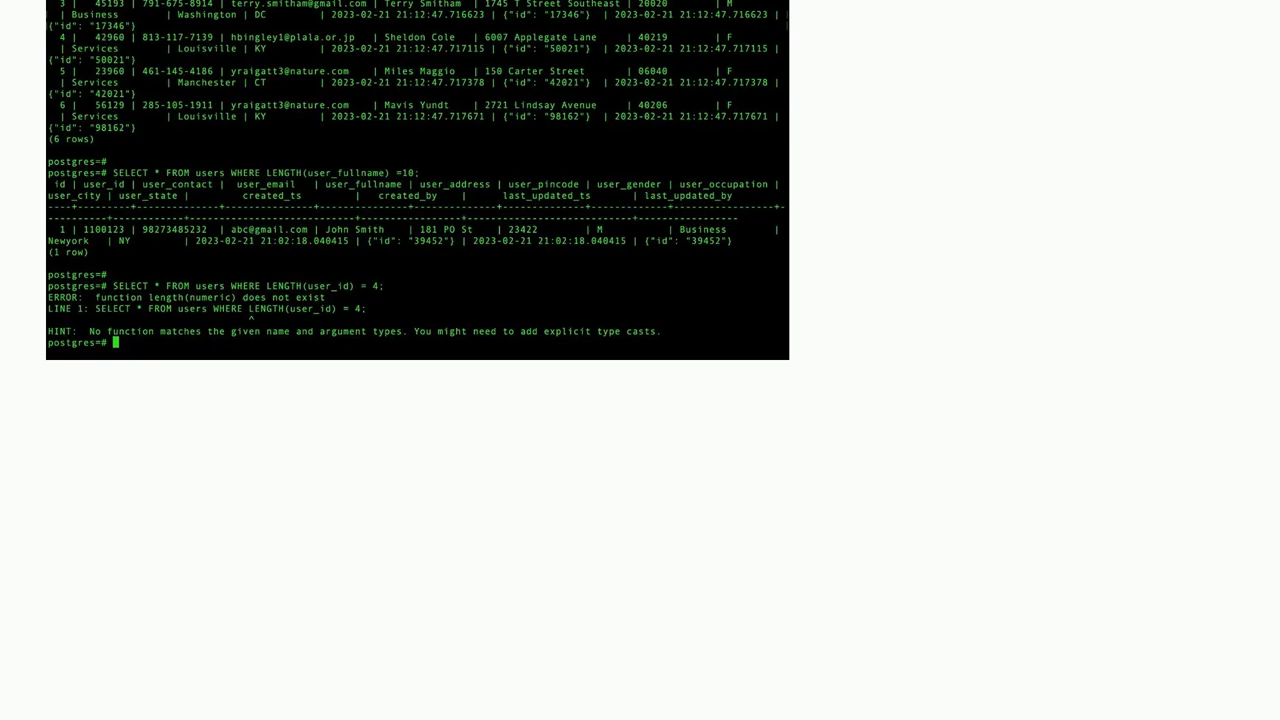 3 |   45193 | 791-675-8914 | terry.smitham@gmail.com | Terry Smitham | 1745 T Street Southeast | 20020        | M
  | Business        | Washington | DC         | 2023-02-21 21:12:47.716623 | {"id": "17346"}  | 2023-02-21 21:12:47.716623 |
{"id": "17346"}
  4 |   42960 | 813-117-7139 | hbingley1@plala.or.jp   | Sheldon Cole  | 6007 Applegate Lane     | 40219        | F
  | Services        | Louisville | KY         | 2023-02-21 21:12:47.717115 | {"id": "50021"}  | 2023-02-21 21:12:47.717115 |
{"id": "50021"}
  5 |   23960 | 461-145-4186 | yraigatt3@nature.com    | Miles Maggio  | 150 Carter Street       | 06040        | F
  | Services        | Manchester | CT         | 2023-02-21 21:12:47.717378 | {"id": "42021"}  | 2023-02-21 21:12:47.717378 |
{"id": "42021"}
  6 |   56129 | 285-105-1911 | yraigatt3@nature.com    | Mavis Yundt   | 2721 Lindsay Avenue     | 40206        | F
  | Services        | Louisville | KY         | 2023-02-21 21:12:47.717671 | {"id": "98162"}  | 2023-02-21 21:12:47.717671 |
{"id": "98162"}
(6 rows)
postgres=#
postgres=# SELECT * FROM users WHERE LENGTH(user_fullname) =10;
 id | user_id | user_contact |  user_email   | user_fullname | user_address | user_pincode | user_gender | user_occupation |
user_city | user_state |         created_ts         |   created_by    |      last_updated_ts       | last_updated_by
----+---------+--------------+---------------+---------------+--------------+--------------+-------------+-----------------+-
----------+------------+----------------------------+-----------------+----------------------------+-----------------
  1 | 1100123 | 98273485232  | abc@gmail.com | John Smith    | 181 PO St    | 23422        | M           | Business        |
Newyork   | NY         | 2023-02-21 21:02:18.040415 | {"id": "39452"} | 2023-02-21 21:02:18.040415 | {"id": "39452"}
(1 row)
postgres=#
postgres=# SELECT * FROM users WHERE LENGTH(user_id) = 4;
ERROR:  function length(numeric) does not exist
LINE 1: SELECT * FROM users WHERE LENGTH(user_id) = 4;
                                  ^
HINT:  No function matches the given name and argument types. You might need to add explicit type casts.
postgres=#